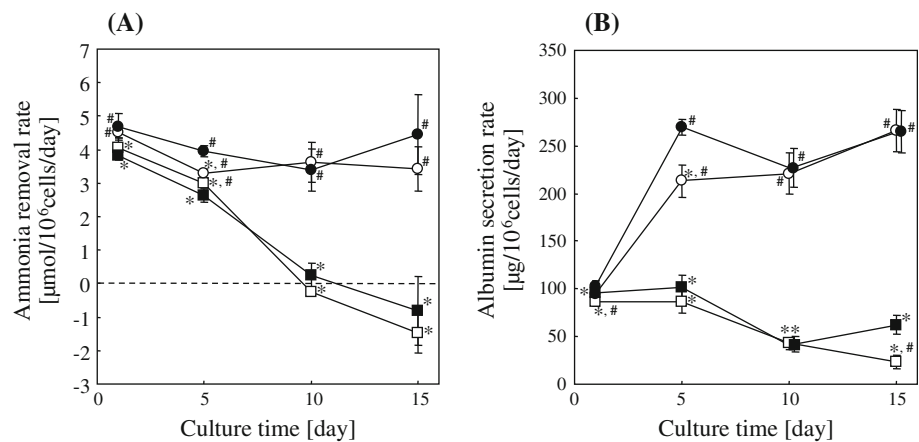 (A)
7
6
5
4
3
2
1
0
-1
-2
-3
0 5 10 15
Culture time [day]
Ammonia removal rate
[μmol/10⁶cells/day]
# # * * # *, # *, # * # # * * # # * *
(B)
350
300
250
200
150
100
50
0
0 5 10 15
Culture time [day]
Albumin secretion rate
[μg/10⁶cells/day]
* *, # # *, # * * # # ** # # * *, #